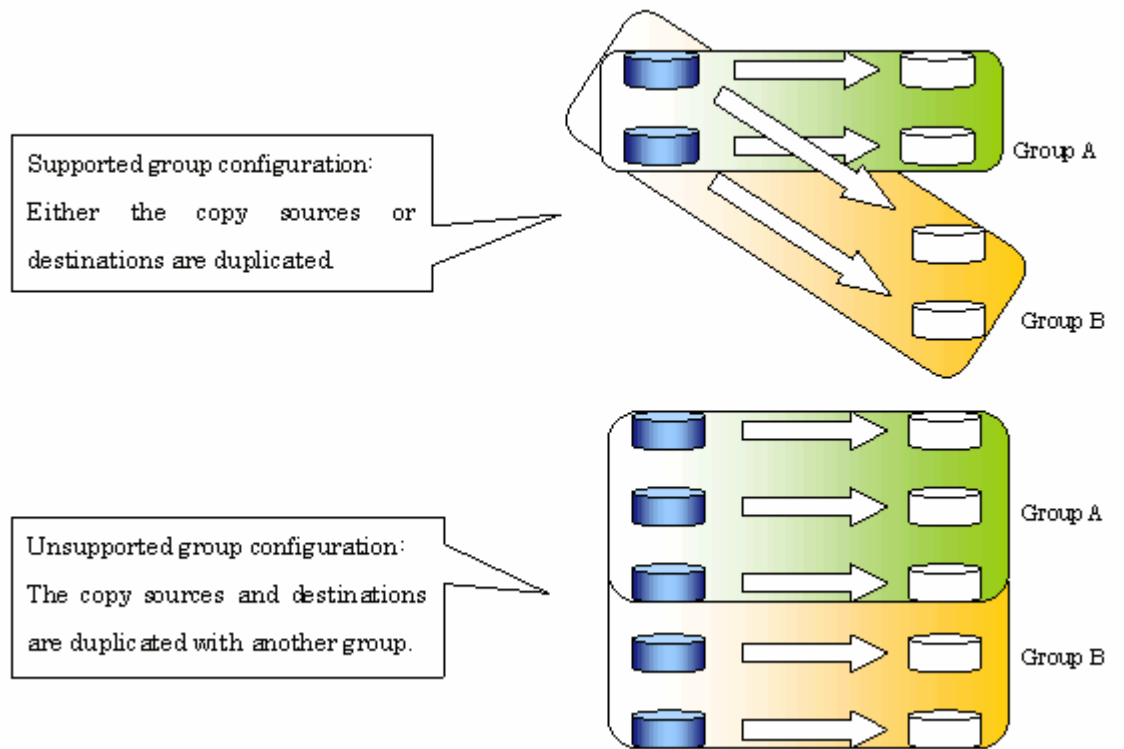 Group A
Supported group configuration:
Either the copy sources or
destinations are duplicated.
Group B
Group A
Unsupported group configuration:
The copy sources and destinations
are duplicated with another group.
Group B